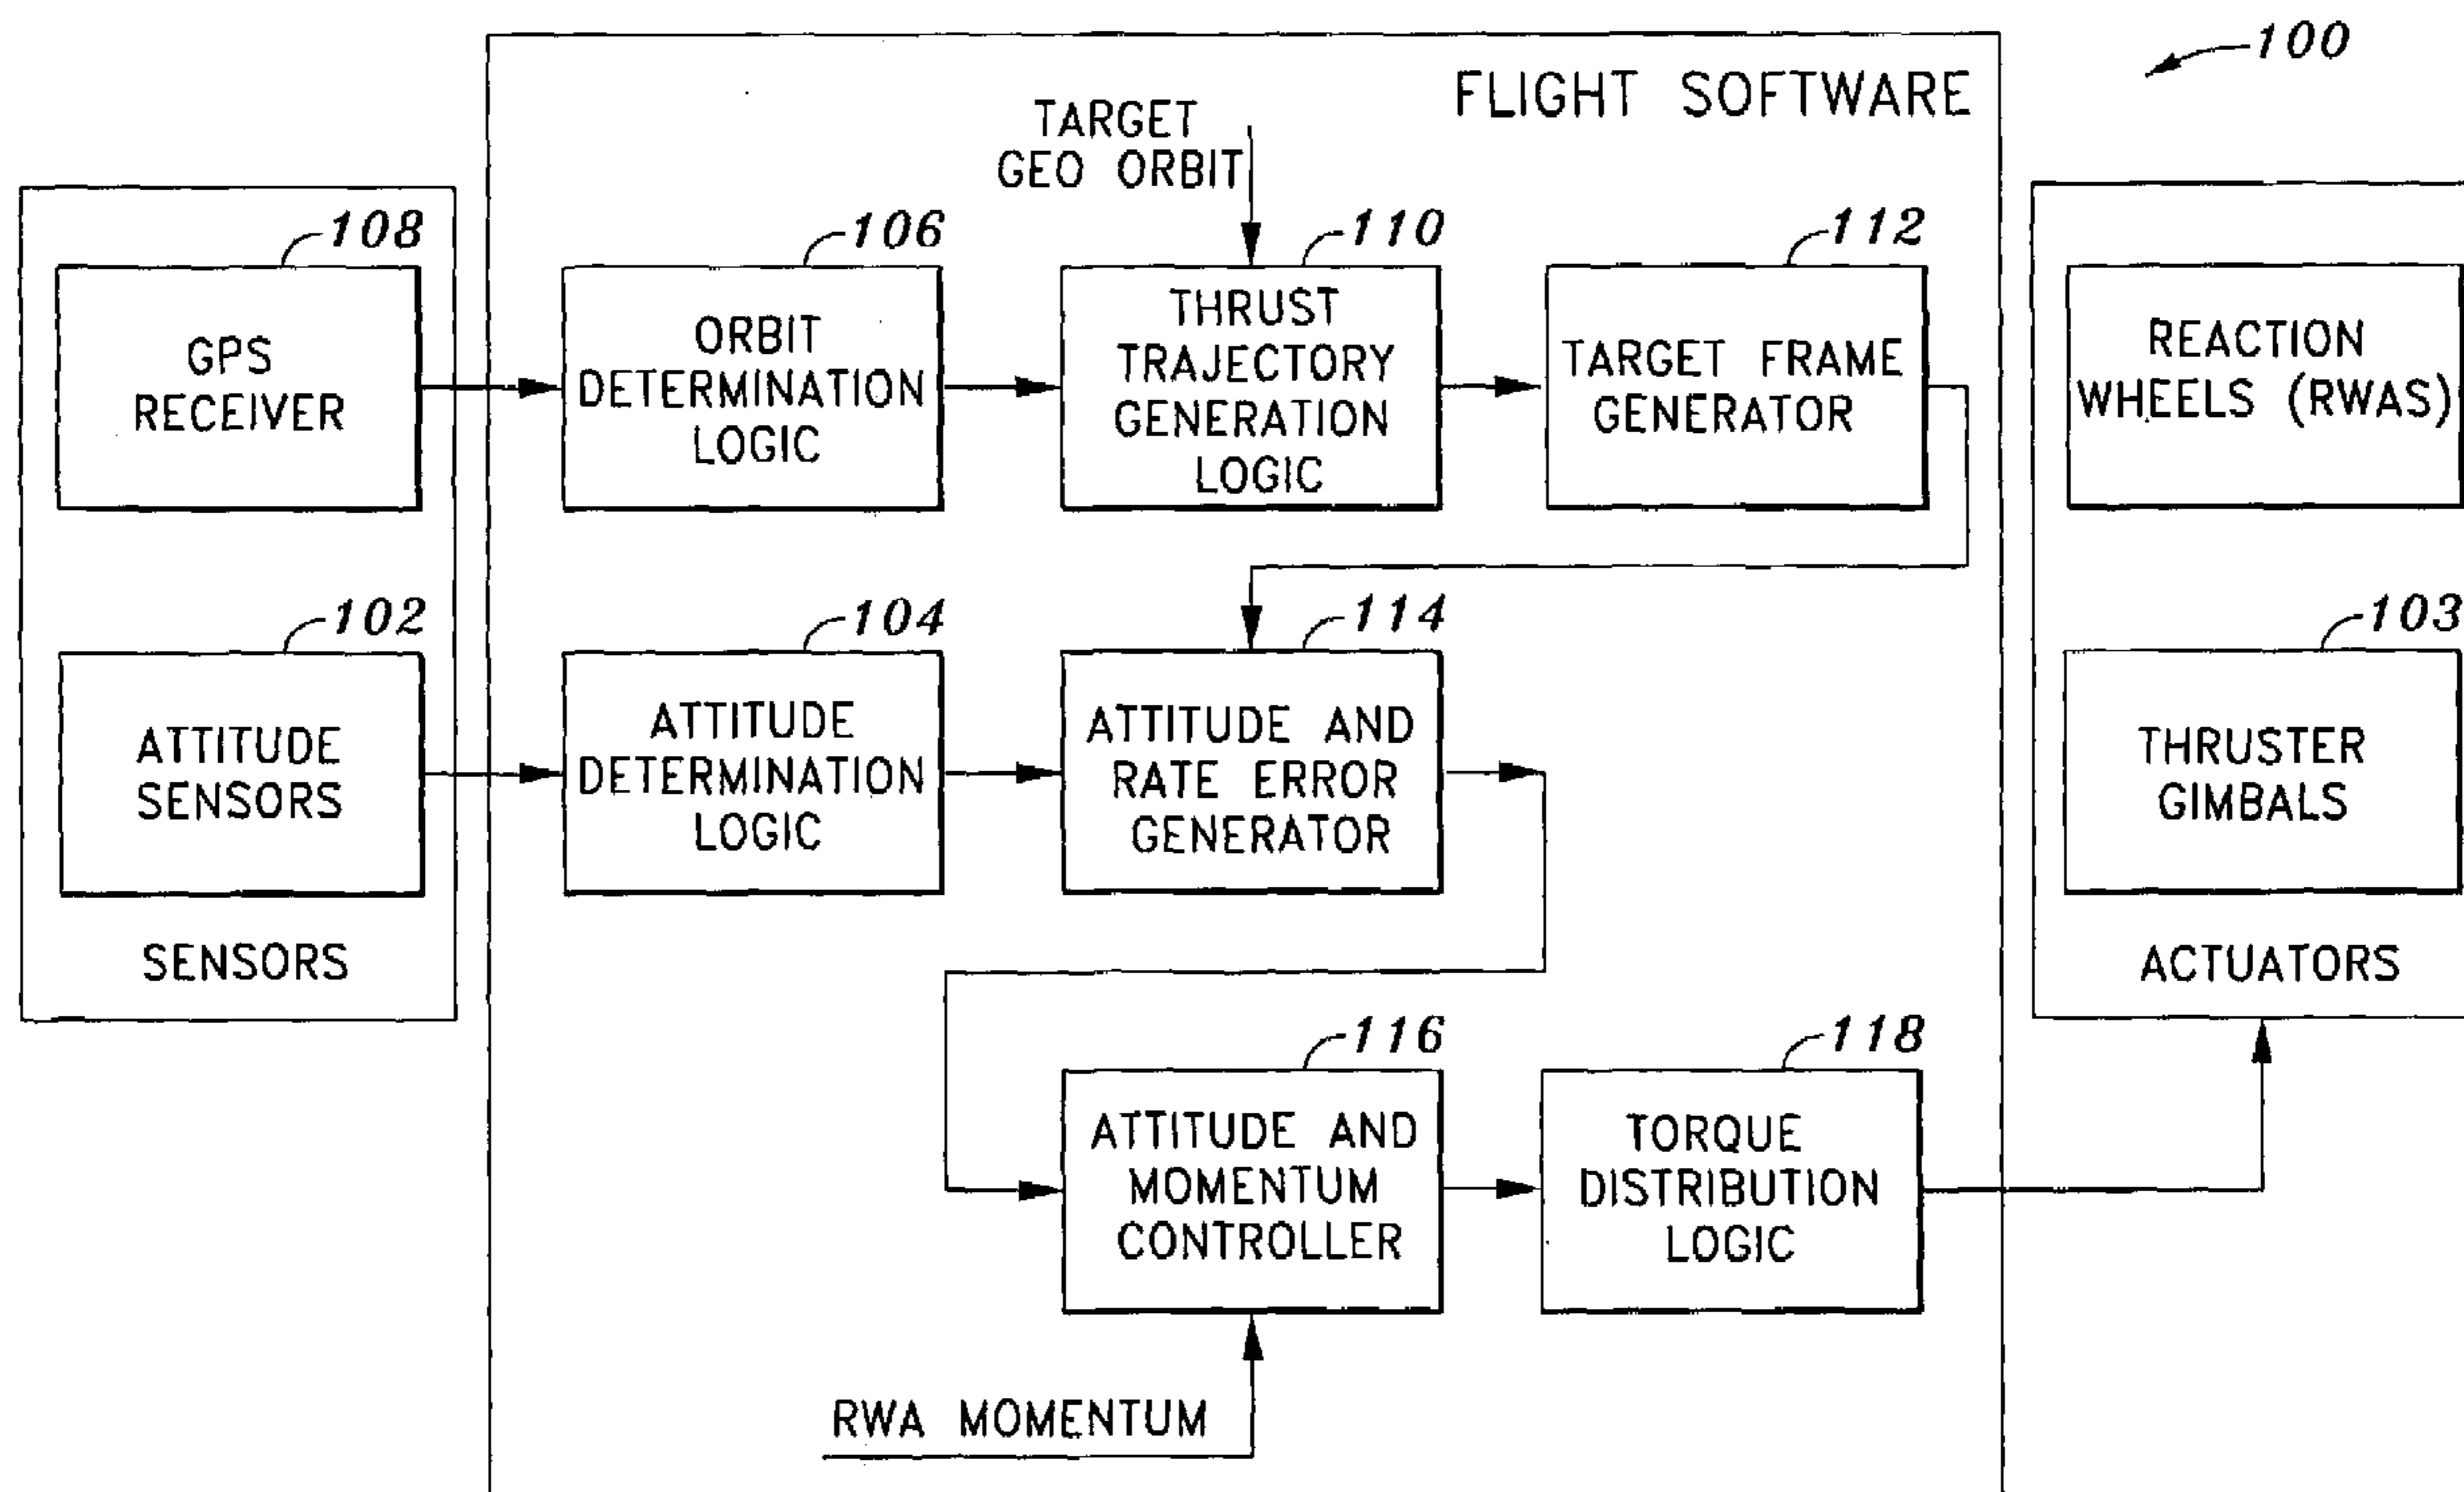 100
FLIGHT SOFTWARE
TARGET
GEO ORBIT
108
106
110
112
GPS
RECEIVER
ORBIT
DETERMINATION
LOGIC
THRUST
TRAJECTORY
GENERATION
LOGIC
TARGET FRAME
GENERATOR
REACTION
WHEELS (RWAS)
102
104
114
103
ATTITUDE
SENSORS
ATTITUDE
DETERMINATION
LOGIC
ATTITUDE AND
RATE ERROR
GENERATOR
THRUSTER
GIMBALS
SENSORS
ACTUATORS
116
118
ATTITUDE AND
MOMENTUM
CONTROLLER
TORQUE
DISTRIBUTION
LOGIC
RWA MOMENTUM